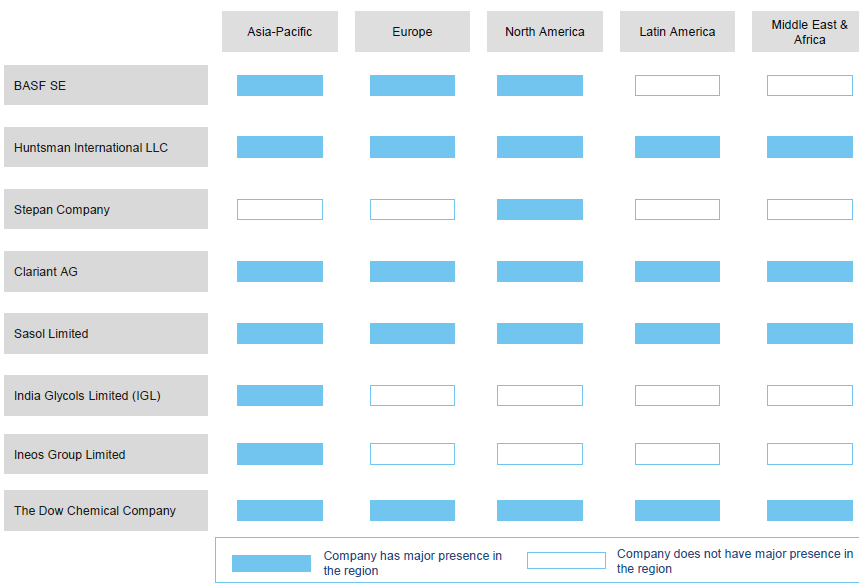 Asia-Pacific
Europe
North America
Latin America
Middle East &
Africa
BASF SE
Huntsman International LLC
Stepan Company
Clariant AG
Sasol Limited
India Glycols Limited (IGL)
Ineos Group Limited
The Dow Chemical Company
Company has major presence in
the region
Company does not have major presence in
the region